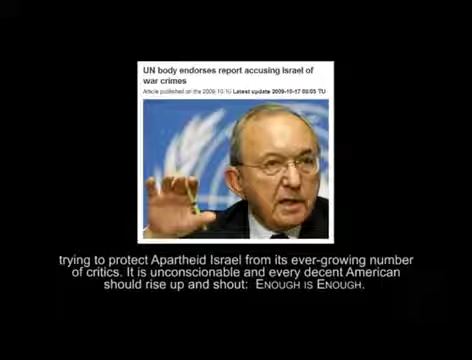 UN body endorses report accusing Israel of
war crimes
Article published on the 2009-10-16 Latest update 2009-10-17 08:05 TU
trying to protect Apartheid Israel from its ever-growing number
of critics. It is unconscionable and every decent American
should rise up and shout: ENOUGH IS ENOUGH.